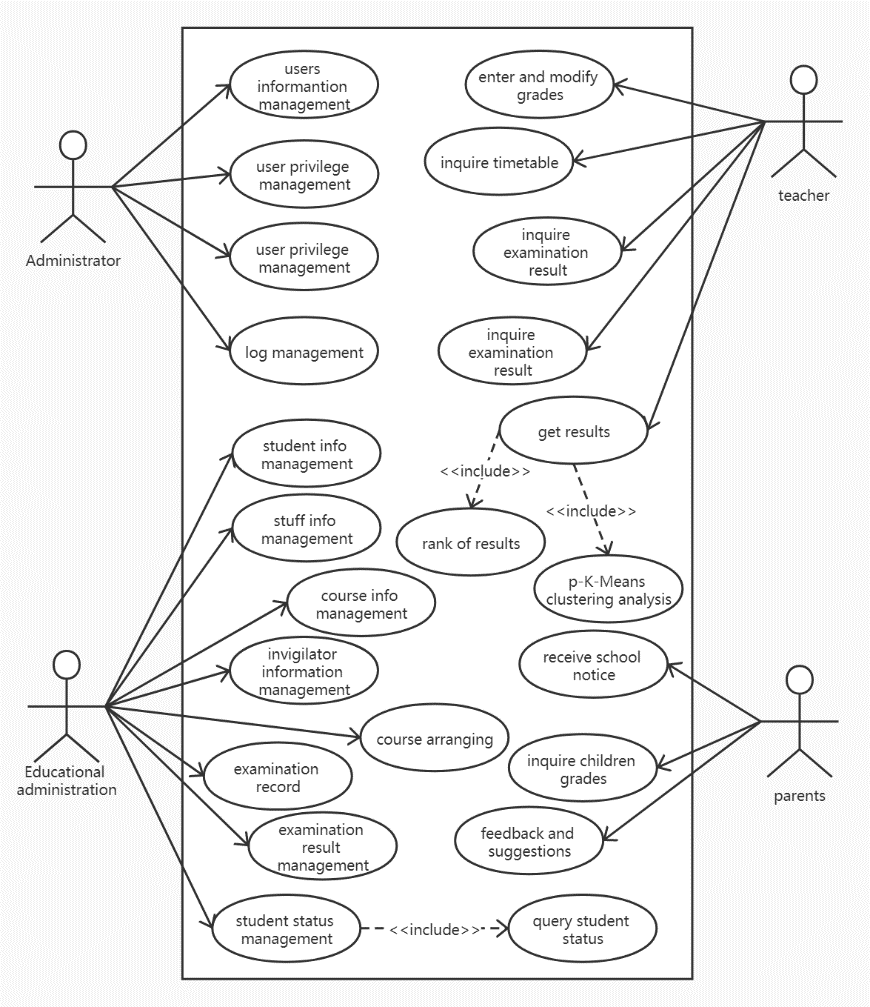 users
informantion
management
enter and modify
grades
user privilege
management
inquire timetable
teacher
user privilege
management
inquire
examination
result
Administrator
log management
inquire
examination
result
student info
management
get results
<<include>>
<<include>>
stuff info
management
rank of results
p-K-Means
clustering analysis
course info
management
invigilator
information
management
receive school
notice
course arranging
Educational
administration
examination
record
inquire children
grades
parents
examination
result
management
feedback and
suggestions
student status
management
<<include>>
query student
status